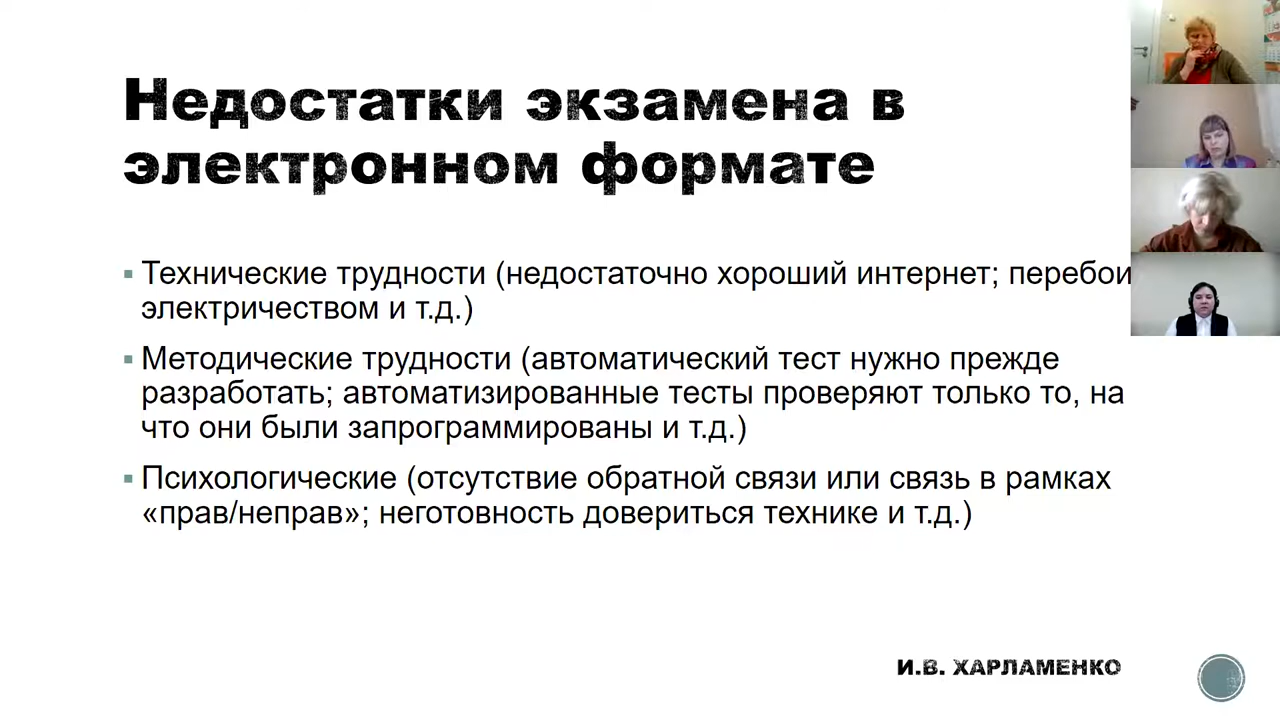 Недостатки экзамена в
электронном формате
Технические трудности (недостаточно хороший интернет; перебои
электричеством и т.д.)
Методические трудности (автоматический тест нужно прежде
разработать; автоматизированные тесты проверяют только то, на
что они были запрограммированы и т.д.)
Психологические (отсутствие обратной связи или связь в рамках
«прав/неправ»; неготовность довериться технике и т.д.)
И.В. ХАРЛАМЕНКО